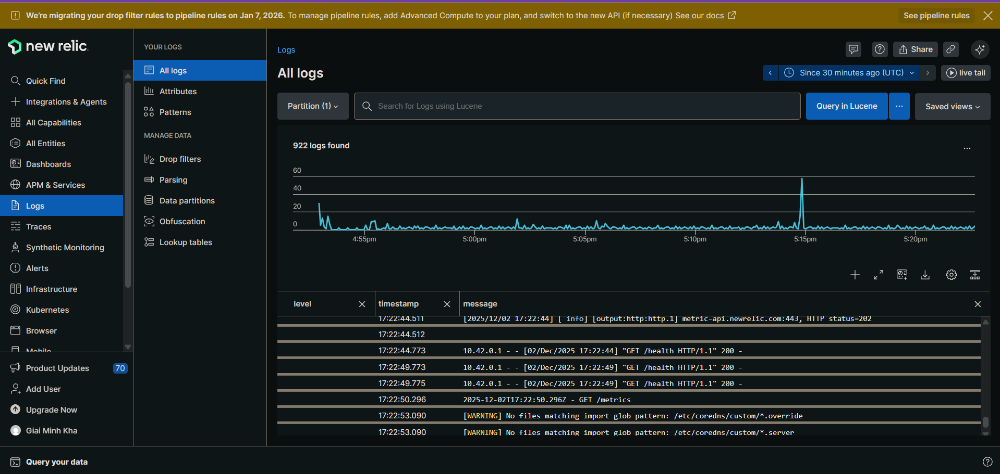 We're migrating your drop filter rules to pipeline rules on Jan 7, 2026. To manage pipeline rules, add Advanced Compute to your plan, and switch to the new API (if necessary) See our docs
See pipeline rules
new relic
Quick Find
Integrations & Agents
All Capabilities
All Entities
Dashboards
APM & Services
Logs
Traces
Synthetic Monitoring
Alerts
Infrastructure
Kubernetes
Browser
Mobile
Product Updates 70
Add User
Upgrade Now
Giai Minh Kha
YOUR LOGS
All logs
Attributes
Patterns
MANAGE DATA
Drop filters
Parsing
Data partitions
Obfuscation
Lookup tables
Logs
Share
All logs
Since 30 minutes ago (UTC)
live tail
Partition (1)
Search for Logs using Lucene
Query in Lucene
...
Saved views
922 logs found
...
60
40
20
0
4:55pm 5:00pm 5:05pm 5:10pm 5:15pm 5:20pm
level timestamp message
17:22:44.511 [2025/12/02 17:22:44] [ info] [output:http:http.1] metric-api.newrelic.com:443, HTTP status=202
17:22:44.512
17:22:44.773 10.42.0.1 - - [02/Dec/2025 17:22:44] "GET /health HTTP/1.1" 200 -
17:22:49.773 10.42.0.1 - - [02/Dec/2025 17:22:49] "GET /health HTTP/1.1" 200 -
17:22:49.775 10.42.0.1 - - [02/Dec/2025 17:22:49] "GET /health HTTP/1.1" 200 -
17:22:50.296 2025-12-02T17:22:50.296Z - GET /metrics
17:22:53.090 [WARNING] No files matching import glob pattern: /etc/coredns/custom/*.override
17:22:53.090 [WARNING] No files matching import glob pattern: /etc/coredns/custom/*.server
Query your data